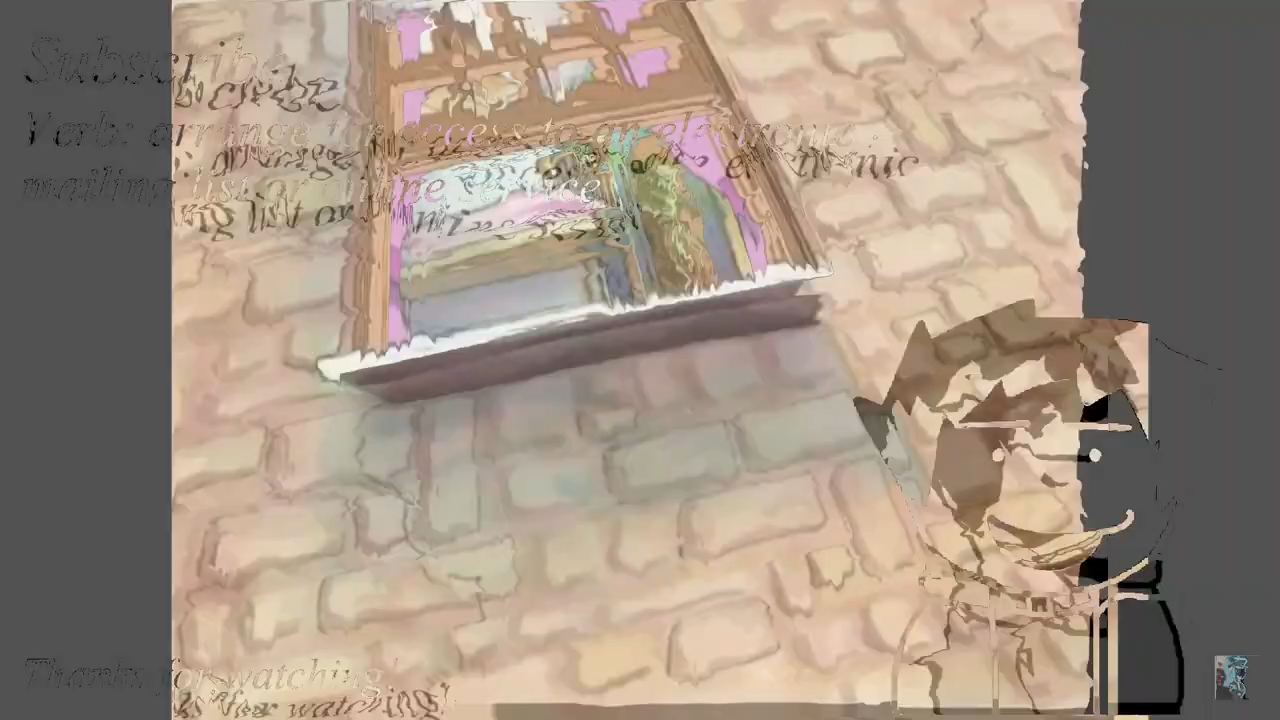 Subscribe
Verb: arrange for access to an electronic
mailing list or online service
Thanks for watching!